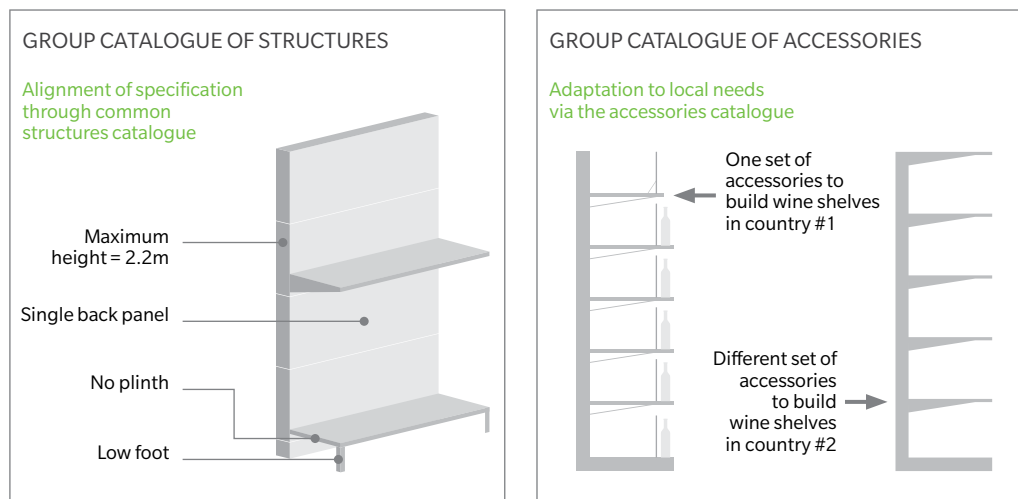 GROUP CATALOGUE OF STRUCTURES
Alignment of specification
through common
structures catalogue
Maximum
height = 2.2m
Single back panel
No plinth
Low foot
GROUP CATALOGUE OF ACCESSORIES
Adaptation to local needs
via the accessories catalogue
One set of
accessories to
build wine shelves
in country #1
Different set of
accessories
to build
wine shelves
in country #2